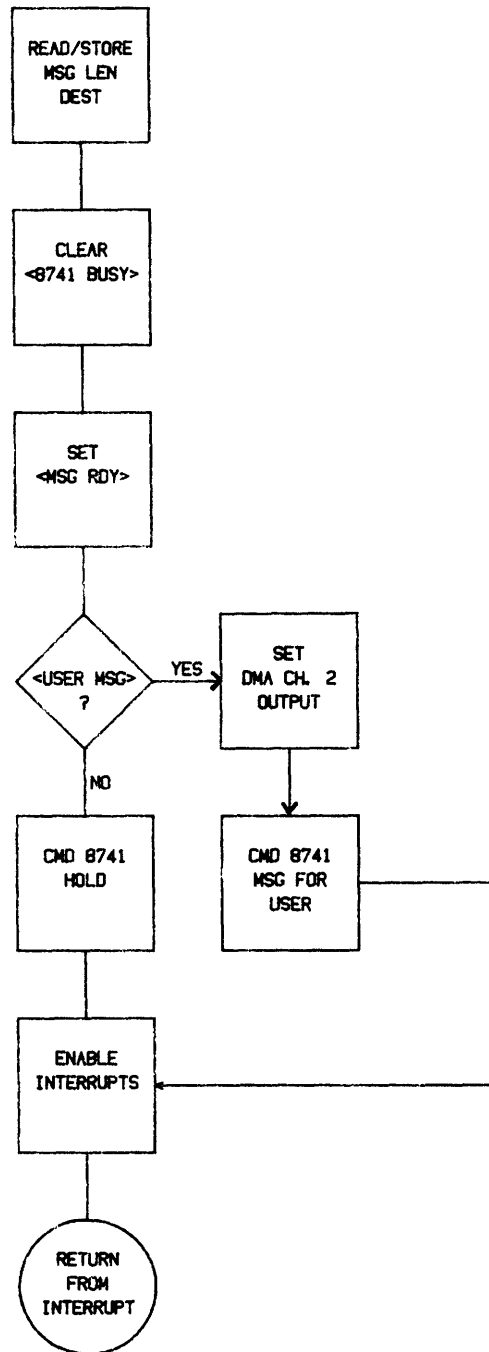 READ/STORE
MSG LEN
DEST
CLEAR
<8741 BUSY>
SET
<MSG RDY>
<USER MSG>
?
YES
SET
DMA CH. 2
OUTPUT
NO
CMD 8741
HOLD
CMD 8741
MSG FOR
USER
ENABLE
INTERRUPTS
RETURN
FROM
INTERRUPT